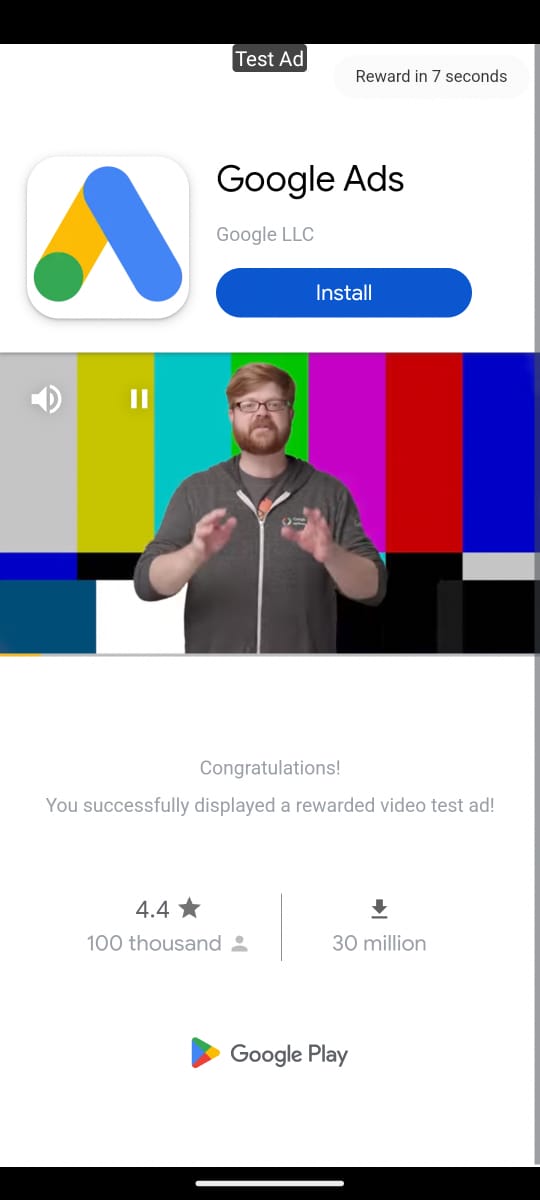 Test Ad
Reward in 7 seconds
Google Ads
Google LLC
Install
Congratulations!
You successfully displayed a rewarded video test ad!
4.4
100 thousand
30 million
Google Play